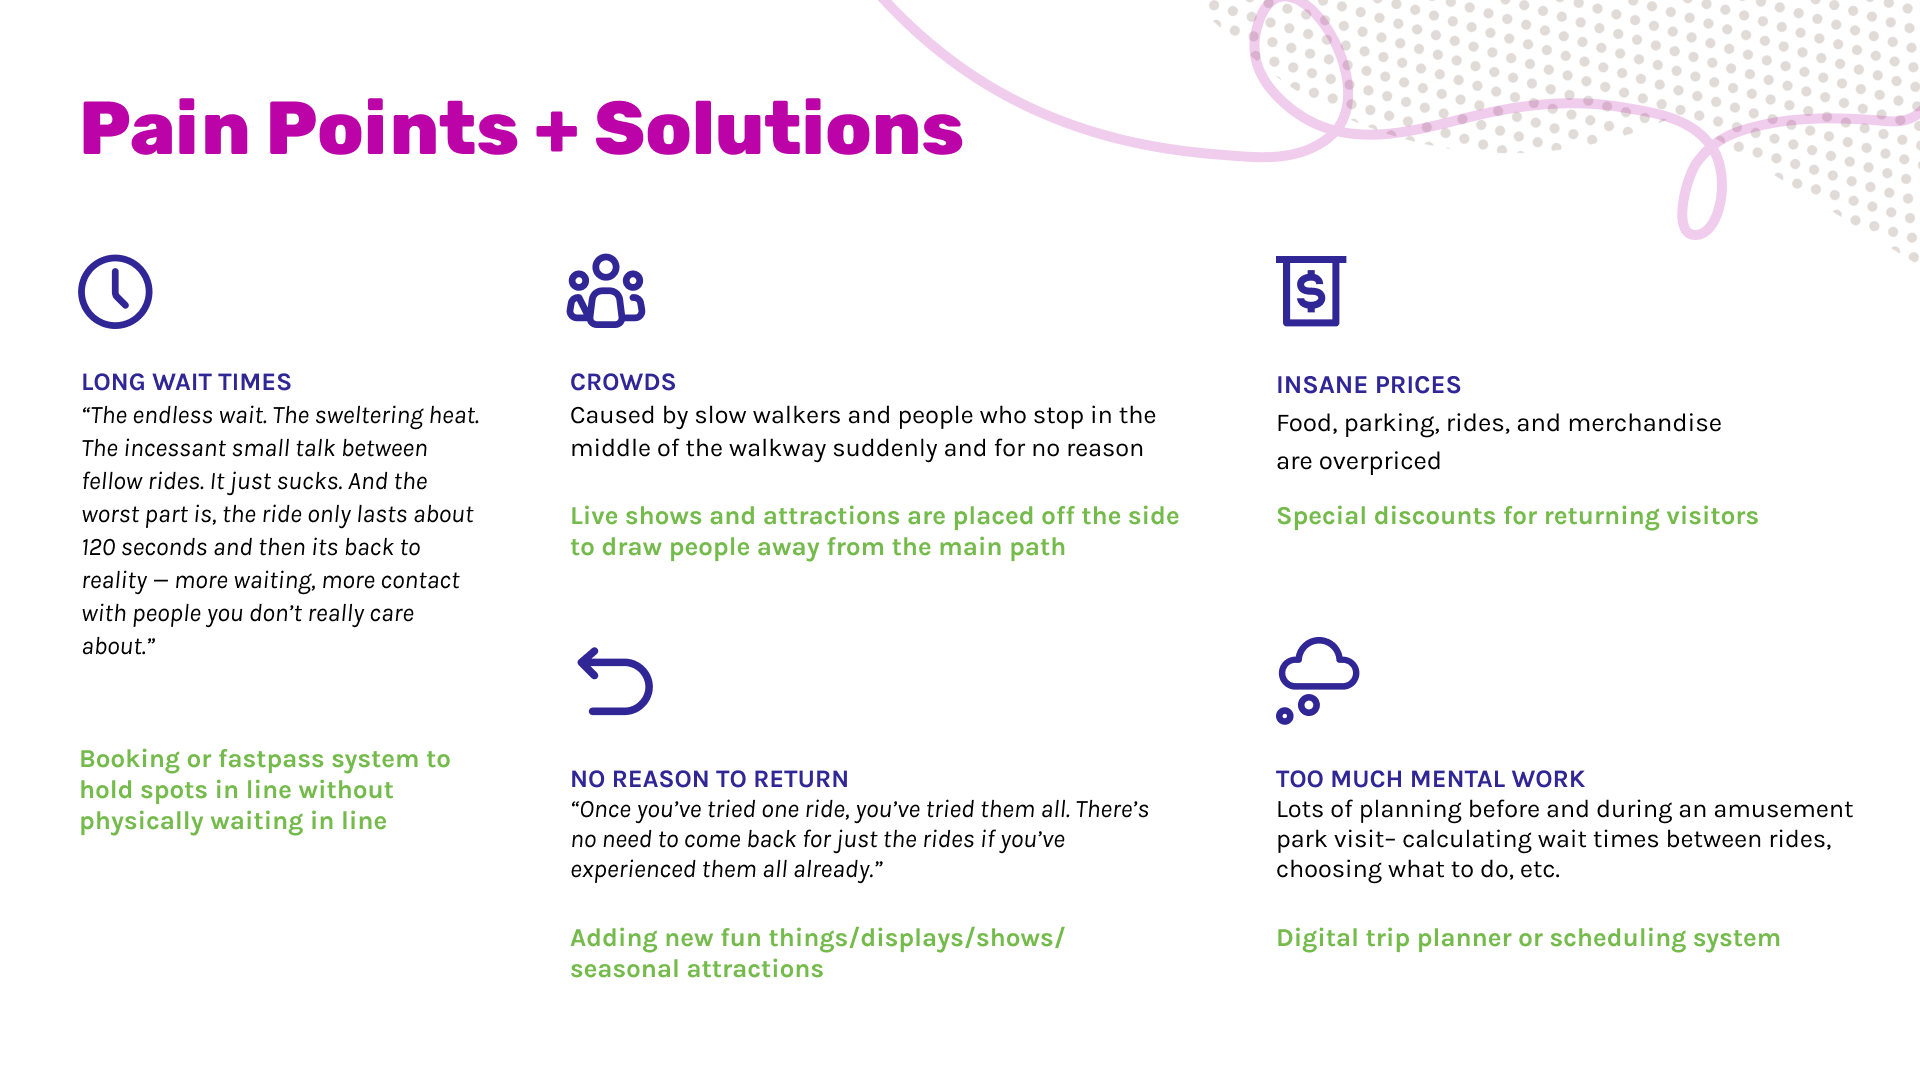 Pain Points + Solutions
LONG WAIT TIMES
“The endless wait. The sweltering heat.
The incessant small talk between
fellow rides. It just sucks. And the
worst part is, the ride only lasts about
120 seconds and then its back to
reality — more waiting, more contact
with people you don’t really care
about.”
Booking or fastpass system to
hold spots in line without
physically waiting in line
CROWDS
Caused by slow walkers and people who stop in the
middle of the walkway suddenly and for no reason
Live shows and attractions are placed off the side
to draw people away from the main path
NO REASON TO RETURN
“Once you’ve tried one ride, you’ve tried them all. There’s
no need to come back for just the rides if you’ve
experienced them all already.”
Adding new fun things/displays/shows/
seasonal attractions
$
INSANE PRICES
Food, parking, rides, and merchandise
are overpriced
Special discounts for returning visitors
TOO MUCH MENTAL WORK
Lots of planning before and during an amusement
park visit– calculating wait times between rides,
choosing what to do, etc.
Digital trip planner or scheduling system